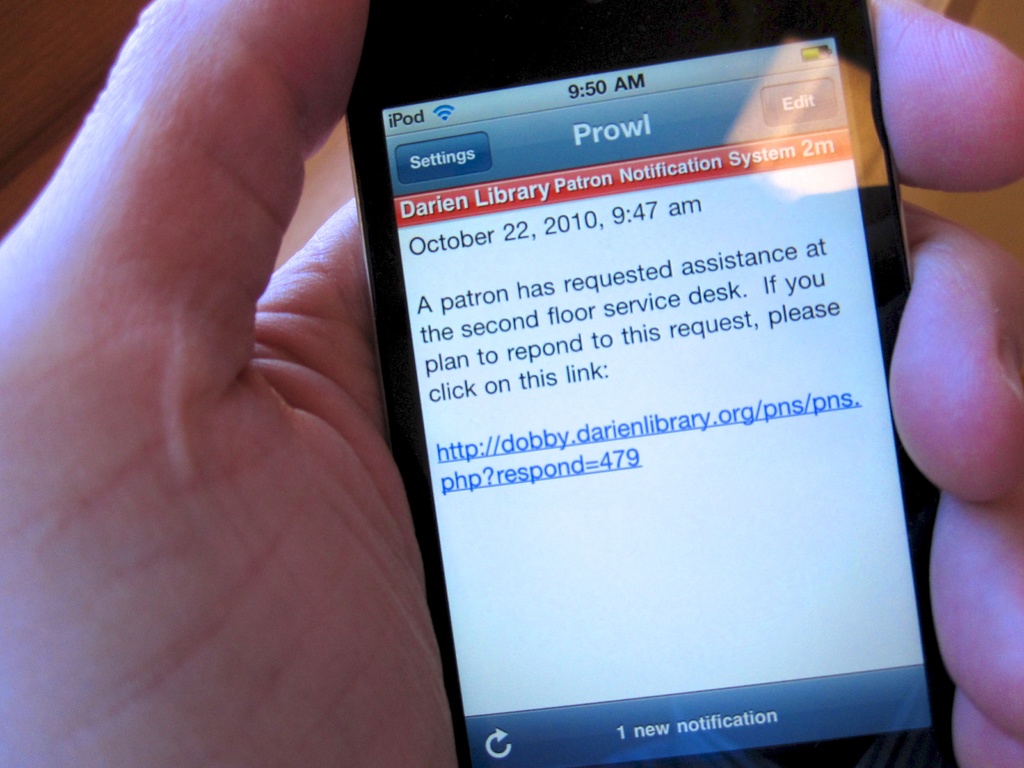 iPod 9:50 AM
Settings Prowl Edit
Darien Library Patron Notification System 2m
October 22, 2010, 9:47 am
A patron has requested assistance at
the second floor service desk. If you
plan to repond to this request, please
click on this link:
http://dobby.darienlibrary.org/pns/pns.
php?respond=479
1 new notification